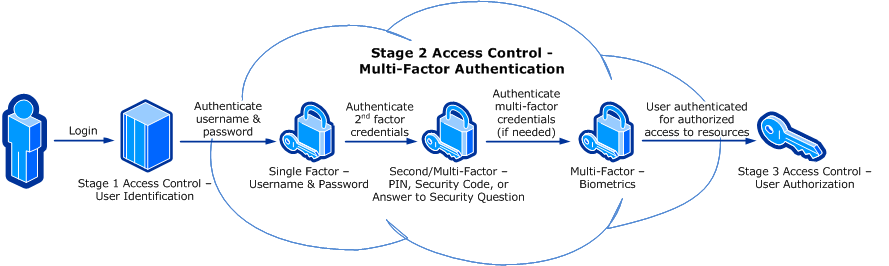 Stage 2 Access Control -
Multi-Factor Authentication
Login
Authenticate
username &
password
Authenticate
2nd factor
credentials
Authenticate
multi-factor
credentials
(if needed)
User authenticated
for authorized
access to resources
Stage 1 Access Control –
User Identification
Single Factor –
Username & Password
Second/Multi-Factor –
PIN, Security Code, or
Answer to Security Question
Multi-Factor –
Biometrics
Stage 3 Access Control –
User Authorization